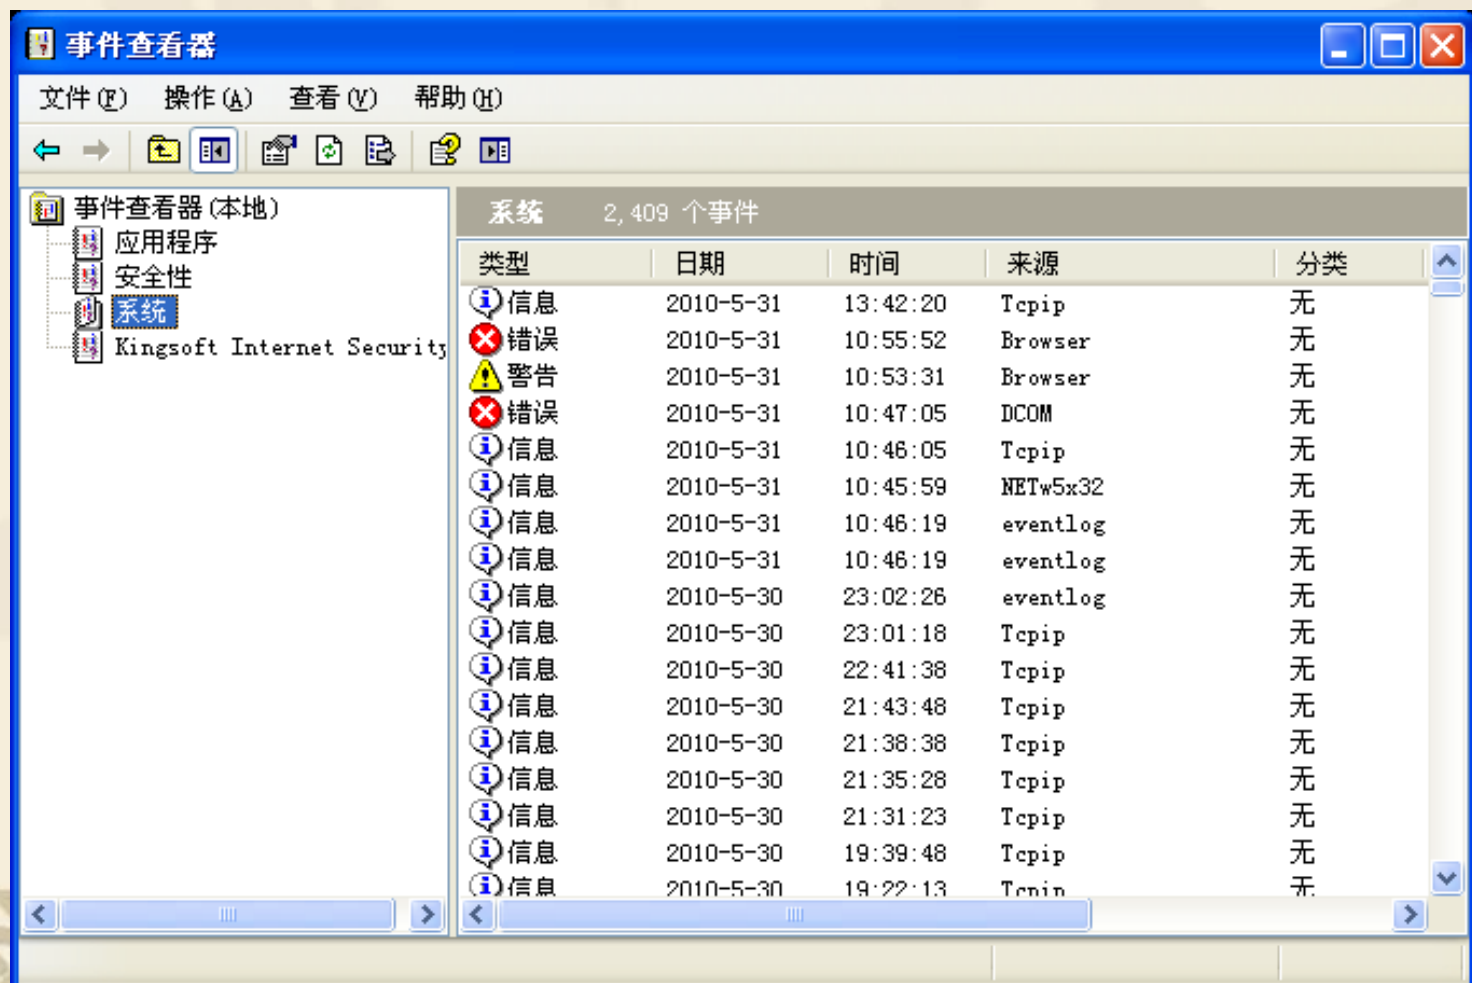 事件查看器
文件(F) 操作(A) 查看(V) 帮助(H)
事件查看器(本地)
应用程序
安全性
系统
Kingsoft Internet Security
系统 2,409 个事件
类型 日期 时间 来源 分类
信息 2010-5-31 13:42:20 Tcpip 无
错误 2010-5-31 10:55:52 Browser 无
警告 2010-5-31 10:53:31 Browser 无
错误 2010-5-31 10:47:05 DCOM 无
信息 2010-5-31 10:46:05 Tcpip 无
信息 2010-5-31 10:45:59 NETw5x32 无
信息 2010-5-31 10:46:19 eventlog 无
信息 2010-5-31 10:46:19 eventlog 无
信息 2010-5-30 23:02:26 eventlog 无
信息 2010-5-30 23:01:18 Tcpip 无
信息 2010-5-30 22:41:38 Tcpip 无
信息 2010-5-30 21:43:48 Tcpip 无
信息 2010-5-30 21:38:38 Tcpip 无
信息 2010-5-30 21:35:28 Tcpip 无
信息 2010-5-30 21:31:23 Tcpip 无
信息 2010-5-30 19:39:48 Tcpip 无
信息 2010-5-30 19:22:13 Tcpip 无